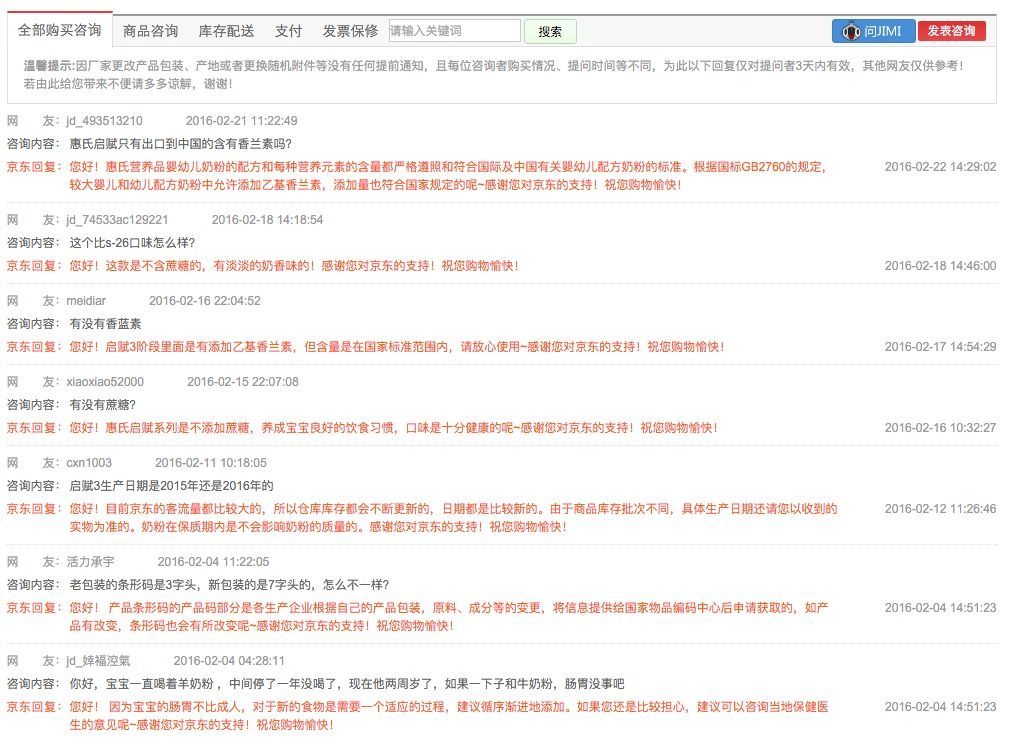 全部购买咨询 商品咨询 库存配送 支付 发票保修 请输入关键词 搜索 问JIMI 发表咨询
温馨提示:因厂家更改产品包装、产地或者更换随机附件等没有任何提前通知，且每位咨询者购买情况、提问时间等不同，为此以下回复仅对提问者3天内有效，其他网友仅供参考！
若由此给您带来不便请多多谅解，谢谢！
网 友：jd_493513210 2016-02-21 11:22:49
咨询内容： 惠氏启赋只有出口到中国的含有香兰素吗?
京东回复： 您好！惠氏营养品婴幼儿奶粉的配方和每种营养元素的含量都严格遵照和符合国际及中国有关婴幼儿配方奶粉的标准。根据国标GB2760的规定， 2016-02-22 14:29:02
较大婴儿和幼儿配方奶粉中允许添加乙基香兰素，添加量也符合国家规定的呢~感谢您对京东的支持！祝您购物愉快！
网 友：jd_74533ac129221 2016-02-18 14:18:54
咨询内容： 这个比s-26口味怎么样?
京东回复： 您好！这款是不含蔗糖的，有淡淡的奶香味的！感谢您对京东的支持！祝您购物愉快！ 2016-02-18 14:46:00
网 友：meidiar 2016-02-16 22:04:52
咨询内容： 有没有香蓝素
京东回复： 您好！启赋3阶段里面是有添加乙基香兰素，但含量是在国家标准范围内，请放心使用~感谢您对京东的支持！祝您购物愉快！ 2016-02-17 14:54:29
网 友：xiaoxiao52000 2016-02-15 22:07:08
咨询内容： 有没有蔗糖?
京东回复： 您好！惠氏启赋系列是不添加蔗糖，养成宝宝良好的饮食习惯，口味是十分健康的呢~感谢您对京东的支持！祝您购物愉快！ 2016-02-16 10:32:27
网 友：cxn1003 2016-02-11 10:18:05
咨询内容： 启赋3生产日期是2015年还是2016年的
京东回复： 您好！目前京东的客流量都比较大的，所以仓库库存都会不断更新的，日期都是比较新的。由于商品库存批次不同，具体生产日期还请您以收到的 2016-02-12 11:26:46
实物为准的。奶粉在保质期内是不会影响奶粉的质量的。感谢您对京东的支持！祝您购物愉快！
网 友：活力承宇 2016-02-04 11:22:05
咨询内容： 老包装的条形码是3字头，新包装的是7字头的，怎么不一样?
京东回复： 您好！ 产品条形码的产品码部分是各生产企业根据自己的产品包装，原料、成分等的变更，将信息提供给国家物品编码中心后申请获取的，如产 2016-02-04 14:51:23
品有改变，条形码也会有所改变呢~感谢您对京东的支持！祝您购物愉快！
网 友：jd_婞福涳氣 2016-02-04 04:28:11
咨询内容： 你好，宝宝一直喝着羊奶粉 ，中间停了一年没喝了，现在他两周岁了，如果一下子和牛奶粉，肠胃没事吧
京东回复： 您好！ 因为宝宝的肠胃不比成人，对于新的食物是需要一个适应的过程，建议循序渐进地添加。如果您还是比较担心，建议可以咨询当地保健医 2016-02-04 14:51:23
生的意见呢~感谢您对京东的支持！祝您购物愉快！